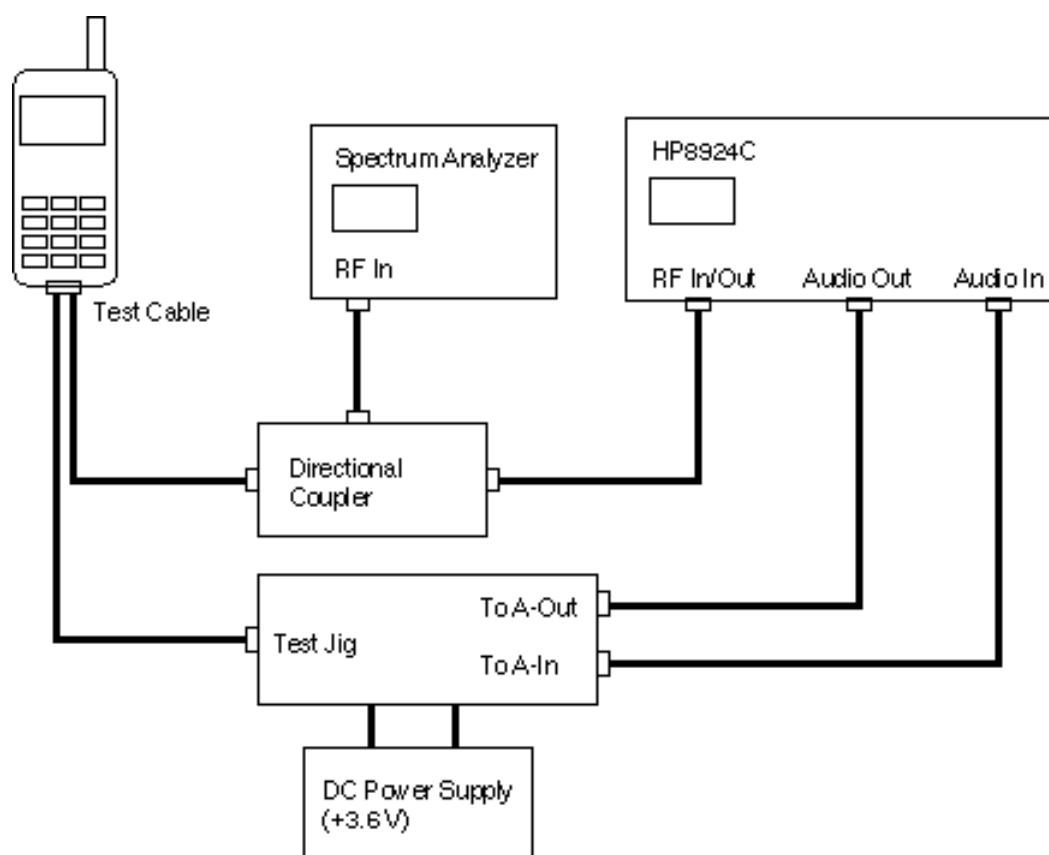 Spectrum Analyzer
RF In
HP8924C
RF In/Out
Audio Out
Audio In
Test Cable
Directional
Coupler
Test Jig
To A-Out
To A-In
DC Power Supply
(+3.6 V)